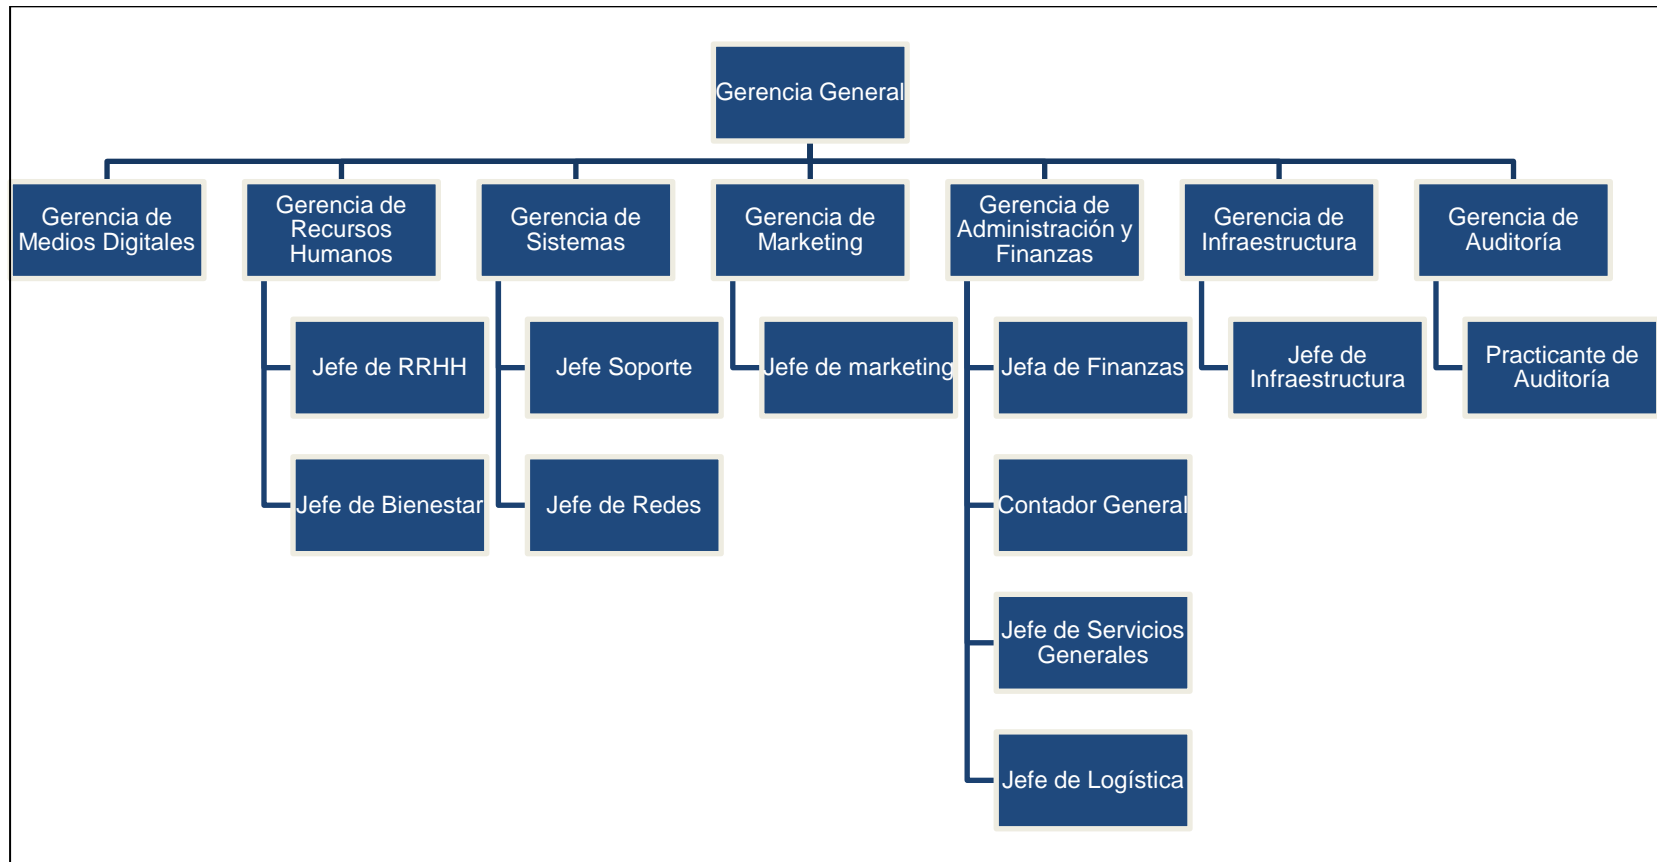 Gerencia General
Gerencia de
Medios Digitales
Gerencia de
Recursos
Humanos
Gerencia de
Sistemas
Gerencia de
Marketing
Gerencia de
Administración y
Finanzas
Gerencia de
Infraestructura
Gerencia de
Auditoría
Jefe de RRHH
Jefe Soporte
Jefe de marketing
Jefa de Finanzas
Jefe de
Infraestructura
Practicante de
Auditoría
Jefe de Bienestar
Jefe de Redes
Contador General
Jefe de Servicios
Generales
Jefe de Logística